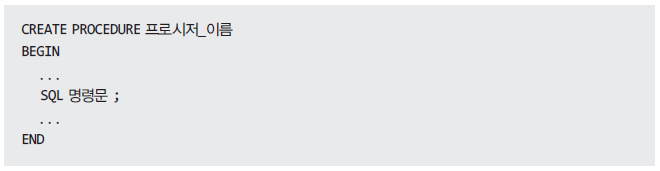 CREATE PROCEDURE 프로시저_이름
BEGIN
...
SQL 명령문 ;
...
END